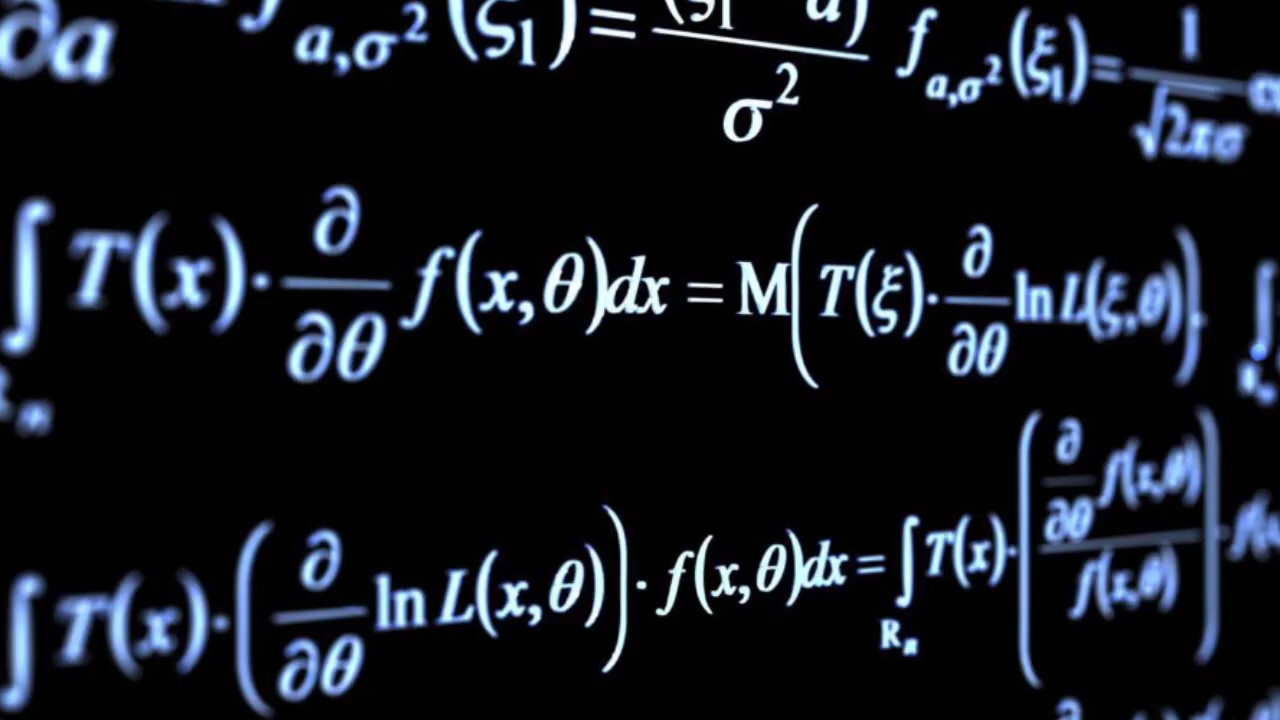 ∂a f a,σ² (ξ₁) = (ξ₁ a) / σ² f a,σ² (ξ₁) = 1 / √2πσ
∫ T(x)· ∂/∂θ f(x,θ)dx = M( T(ξ)· ∂/∂θ ln L(ξ,θ) ) ∫
∫ T(x)·( ∂/∂θ ln L(x,θ) )· f(x,θ)dx = ∫ Rₙ T(x)·( ∂/∂θ f(x,θ) / f(x,θ) )·